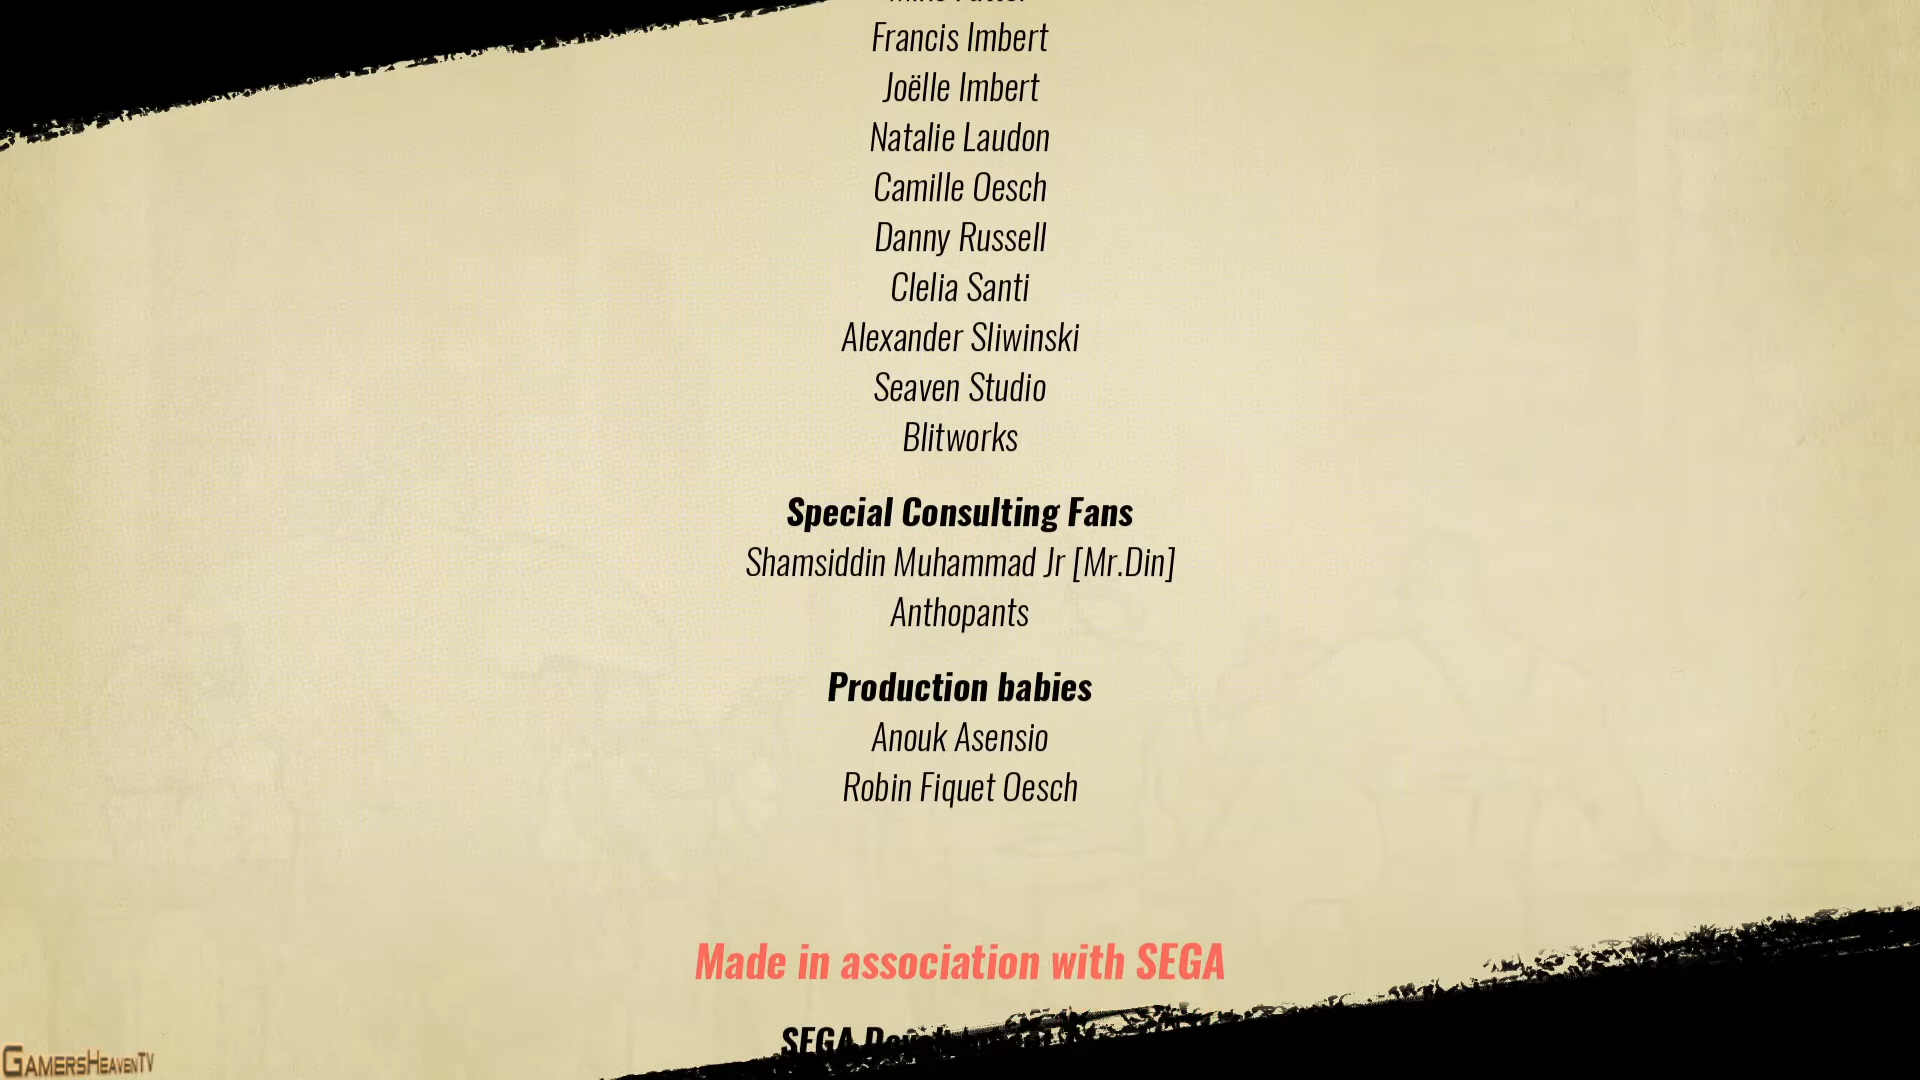 Francis Imbert
Joëlle Imbert
Natalie Laudon
Camille Oesch
Danny Russell
Clelia Santi
Alexander Sliwinski
Seaven Studio
Blitworks
Special Consulting Fans
Shamsiddin Muhammad Jr [Mr.Din]
Anthopants
Production babies
Anouk Asensio
Robin Fiquet Oesch
Made in association with SEGA
SEGA
GAMERSHEAVENTV